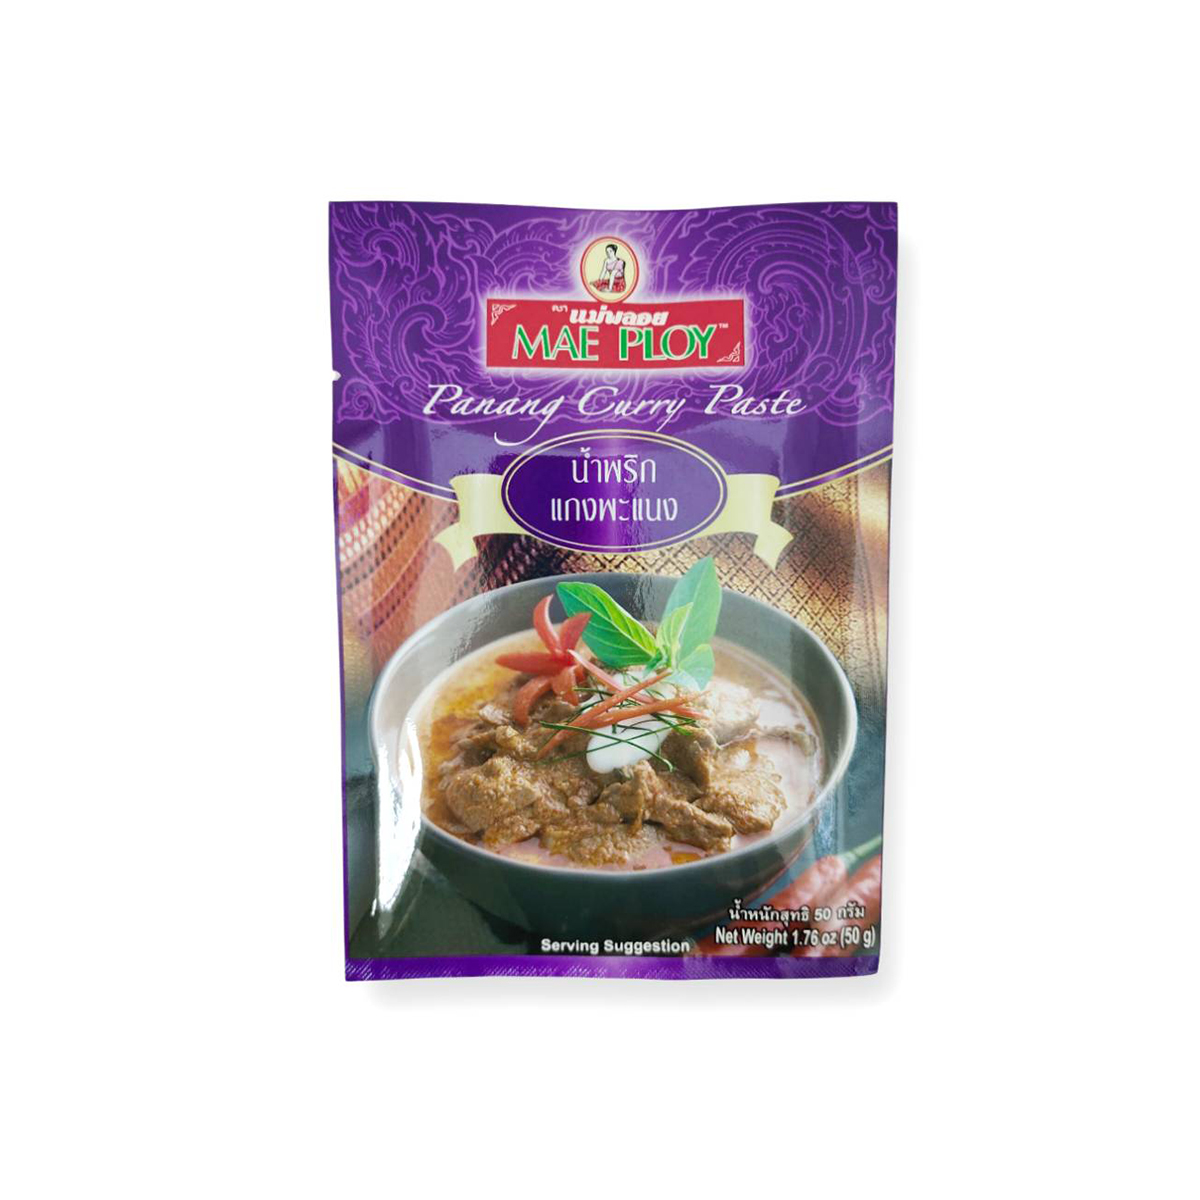 ตรา แม่พลอย
MAE PLOY™
Panang Curry Paste
น้ำพริก
แกงพะแนง
น้ำหนักสุทธิ 50 กรัม
Net Weight 1.76 oz (50 g)
Serving Suggestion